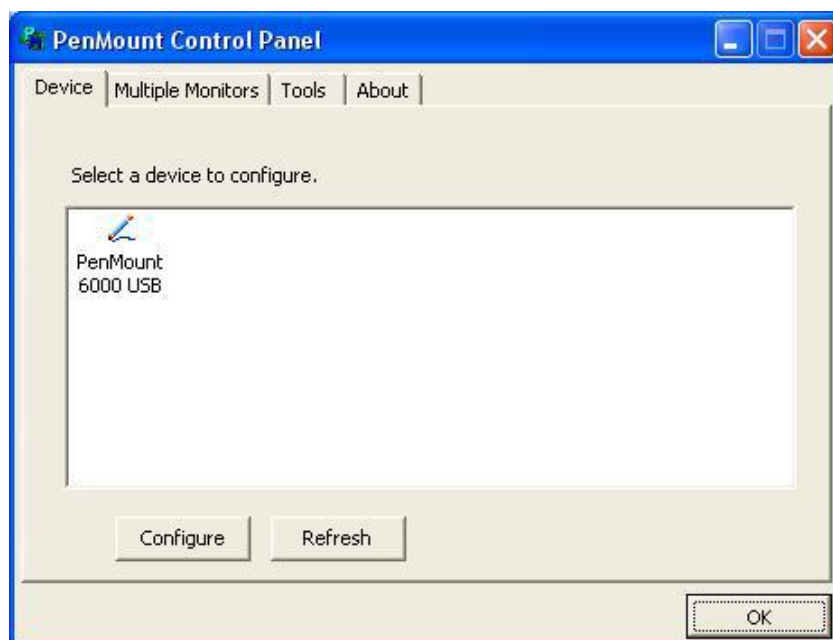 PenMount Control Panel
Device Multiple Monitors Tools About
Select a device to configure.
PenMount
6000 USB
Configure Refresh
OK